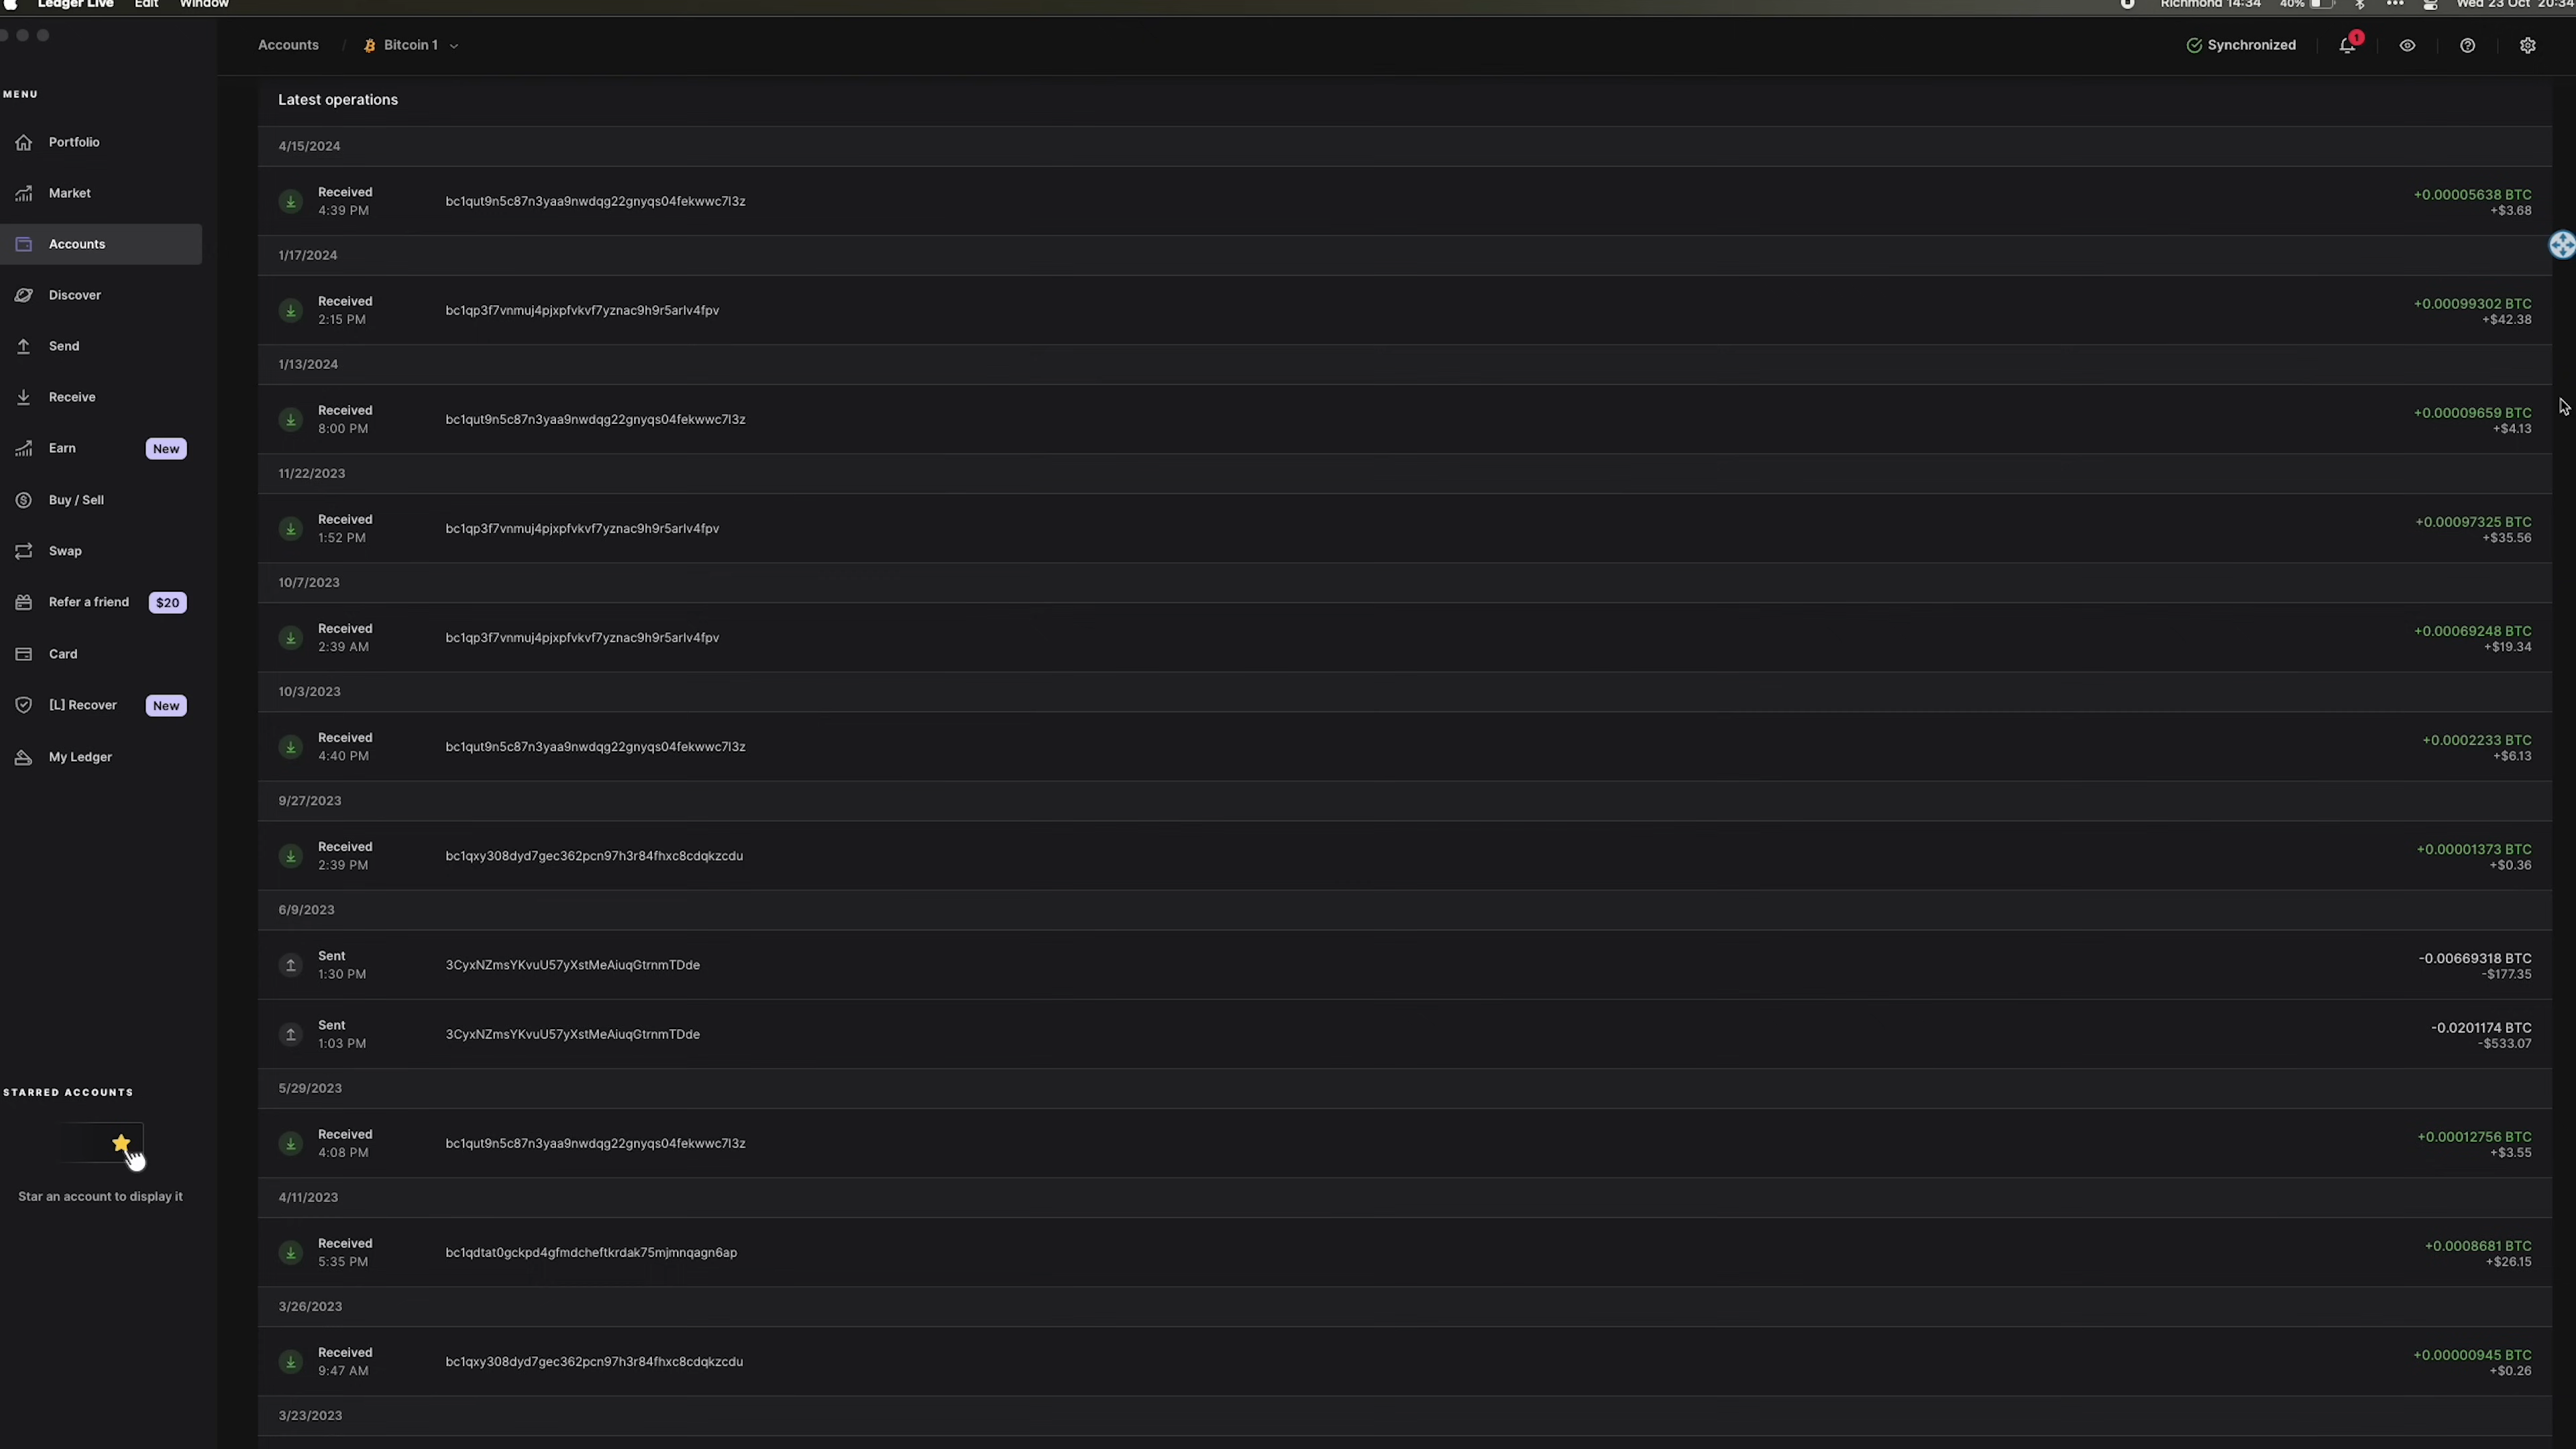 Ledger Live Edit Window
Richmond 14:34 40% Wed 23 Oct 20:34
Accounts / Bitcoin 1
Synchronized 1
MENU
Portfolio
Market
Accounts
Discover
Send
Receive
Earn New
Buy / Sell
Swap
Refer a friend $20
Card
[L] Recover New
My Ledger
STARRED ACCOUNTS
Star an account to display it
Latest operations
4/15/2024
Received
4:39 PM
bc1qut9n5c87n3yaa9nwdqg22gnyqs04fekwwc7l3z
+0.00005638 BTC
+$3.68
1/17/2024
Received
2:15 PM
bc1qp3f7vnmuj4pjxpfvkvf7yznac9h9r5arlv4fpv
+0.00099302 BTC
+$42.38
1/13/2024
Received
8:00 PM
bc1qut9n5c87n3yaa9nwdqg22gnyqs04fekwwc7l3z
+0.00009659 BTC
+$4.13
11/22/2023
Received
1:52 PM
bc1qp3f7vnmuj4pjxpfvkvf7yznac9h9r5arlv4fpv
+0.00097325 BTC
+$35.56
10/7/2023
Received
2:39 AM
bc1qp3f7vnmuj4pjxpfvkvf7yznac9h9r5arlv4fpv
+0.00069248 BTC
+$19.34
10/3/2023
Received
4:40 PM
bc1qut9n5c87n3yaa9nwdqg22gnyqs04fekwwc7l3z
+0.0002233 BTC
+$6.13
9/27/2023
Received
2:39 PM
bc1qxy308dyd7gec362pcn97h3r84fhxc8cdqkzcdu
+0.00001373 BTC
+$0.36
6/9/2023
Sent
1:30 PM
3CyxNZmsYKvuU57yXstMeAiuqGtrnmTDde
-0.00669318 BTC
-$177.35
Sent
1:03 PM
3CyxNZmsYKvuU57yXstMeAiuqGtrnmTDde
-0.0201174 BTC
-$533.07
5/29/2023
Received
4:08 PM
bc1qut9n5c87n3yaa9nwdqg22gnyqs04fekwwc7l3z
+0.00012756 BTC
+$3.55
4/11/2023
Received
5:35 PM
bc1qdtat0gckpd4gfmdcheftkrdak75mjmnqagn6ap
+0.0008681 BTC
+$26.15
3/26/2023
Received
9:47 AM
bc1qxy308dyd7gec362pcn97h3r84fhxc8cdqkzcdu
+0.00000945 BTC
+$0.26
3/23/2023